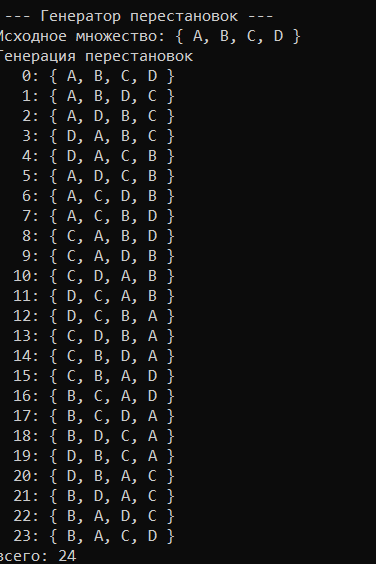 --- Генератор перестановок ---
Исходное множество: { A, B, C, D }
Генерация перестановок
0: { A, B, C, D }
1: { A, B, D, C }
2: { A, D, B, C }
3: { D, A, B, C }
4: { D, A, C, B }
5: { A, D, C, B }
6: { A, C, D, B }
7: { A, C, B, D }
8: { C, A, B, D }
9: { C, A, D, B }
10: { C, D, A, B }
11: { D, C, A, B }
12: { D, C, B, A }
13: { C, D, B, A }
14: { C, B, D, A }
15: { C, B, A, D }
16: { B, C, A, D }
17: { B, C, D, A }
18: { B, D, C, A }
19: { D, B, C, A }
20: { D, B, A, C }
21: { B, D, A, C }
22: { B, A, D, C }
23: { B, A, C, D }
всего: 24